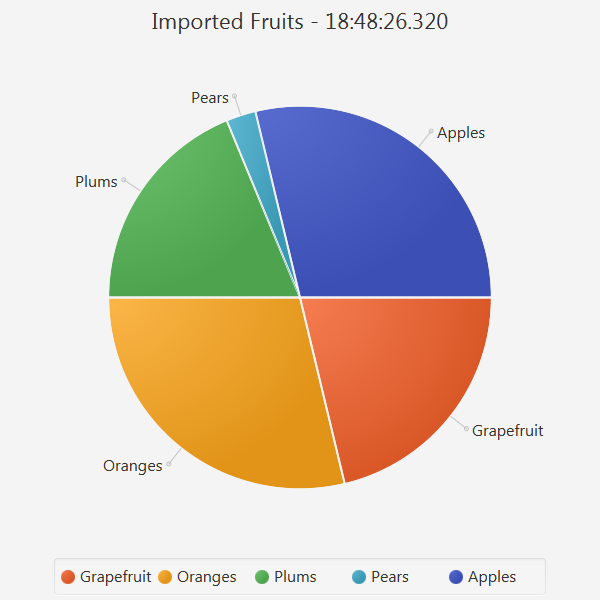 Imported Fruits - 18:48:26.320
Pears
Apples
Plums
Grapefruit
Oranges
Grapefruit Oranges Plums Pears Apples